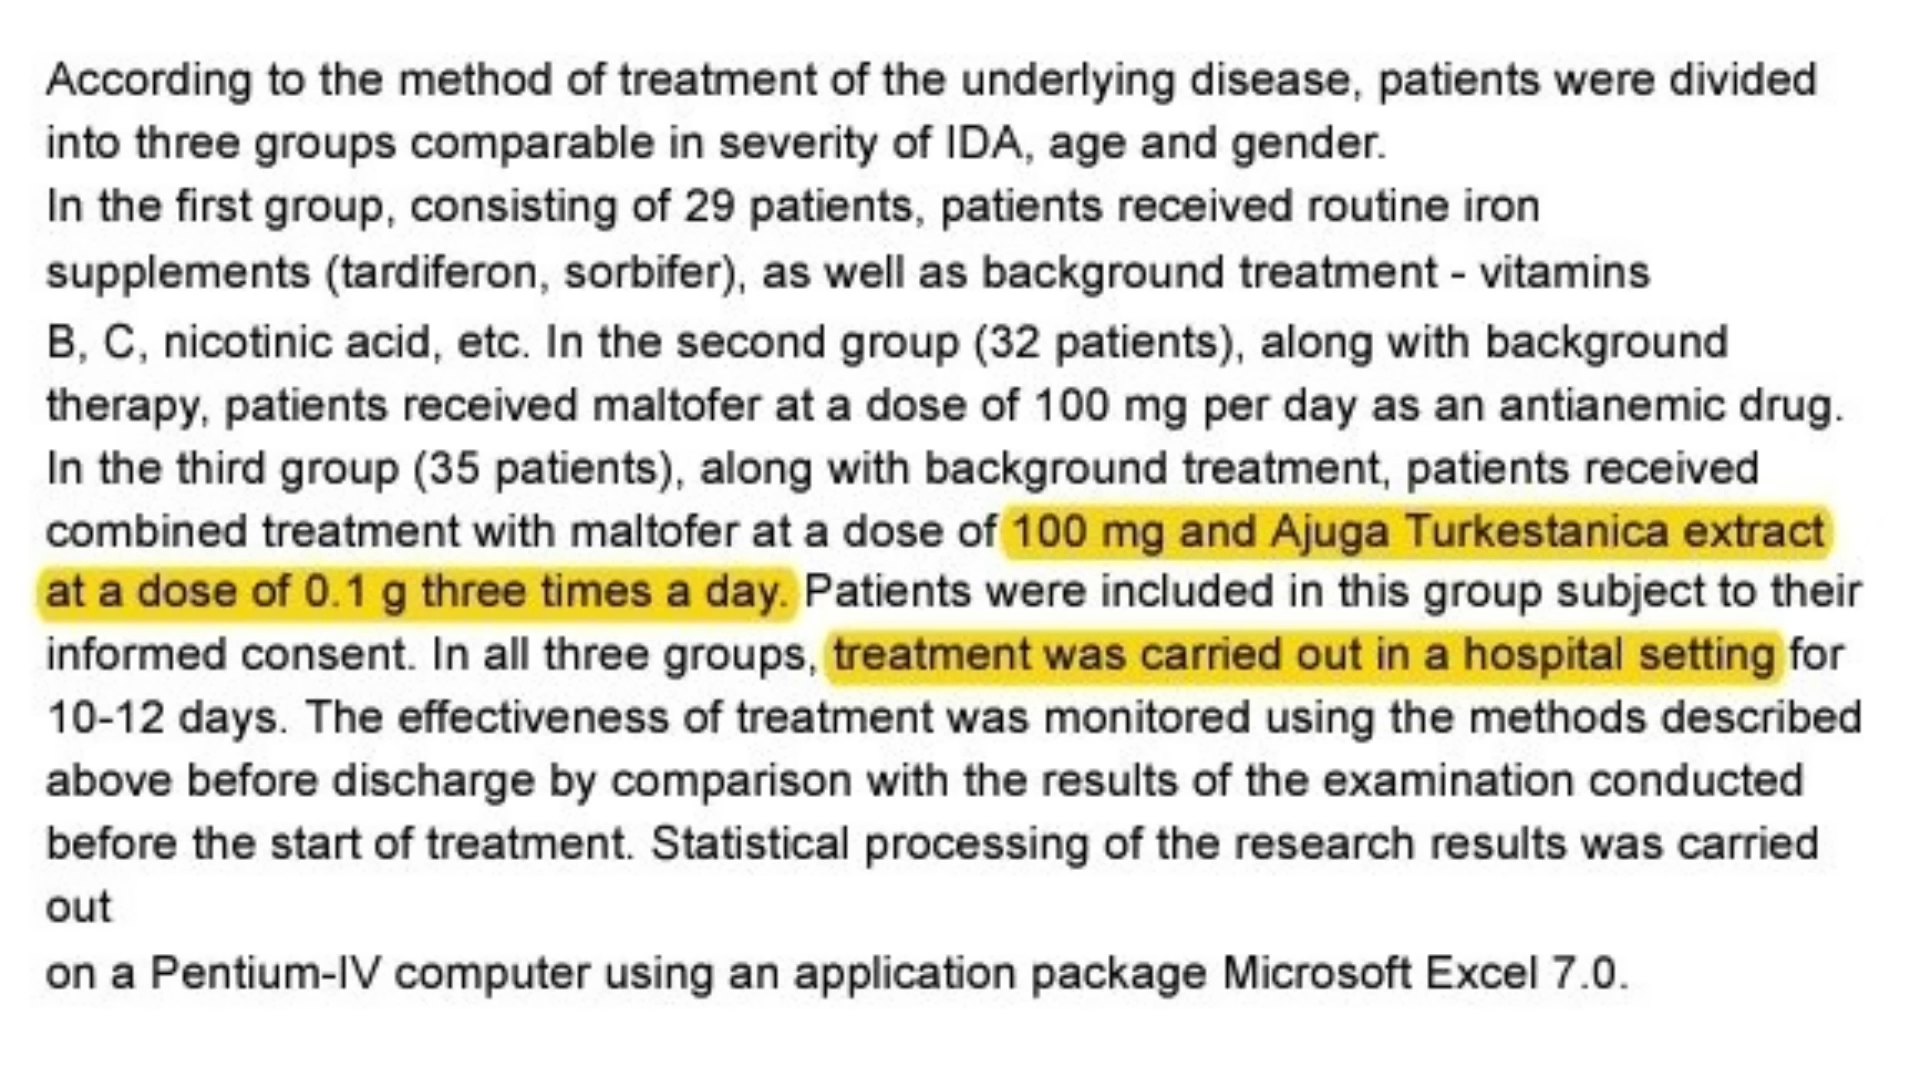 According to the method of treatment of the underlying disease, patients were divided
into three groups comparable in severity of IDA, age and gender.
In the first group, consisting of 29 patients, patients received routine iron
supplements (tardiferon, sorbifer), as well as background treatment - vitamins
B, C, nicotinic acid, etc. In the second group (32 patients), along with background
therapy, patients received maltofer at a dose of 100 mg per day as an antianemic drug.
In the third group (35 patients), along with background treatment, patients received
combined treatment with maltofer at a dose of 100 mg and Ajuga Turkestanica extract
at a dose of 0.1 g three times a day. Patients were included in this group subject to their
informed consent. In all three groups, treatment was carried out in a hospital setting for
10-12 days. The effectiveness of treatment was monitored using the methods described
above before discharge by comparison with the results of the examination conducted
before the start of treatment. Statistical processing of the research results was carried
out
on a Pentium-IV computer using an application package Microsoft Excel 7.0.